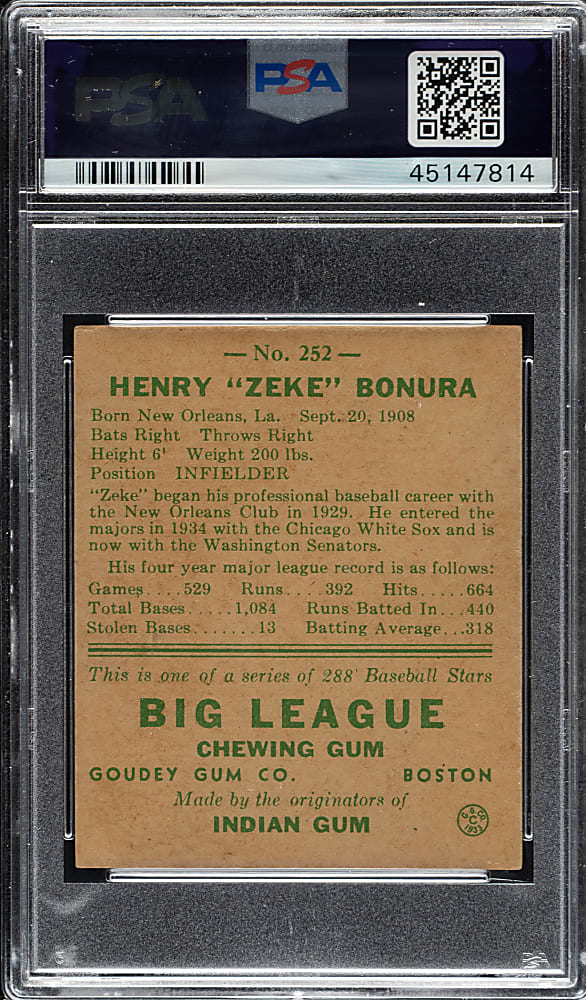 PSA
PSA
45147814
— No. 252 —
HENRY "ZEKE" BONURA
Born New Orleans, La. Sept. 20, 1908
Bats Right Throws Right
Height 6' Weight 200 lbs.
Position INFIELDER
"Zeke" began his professional baseball career with
the New Orleans Club in 1929. He entered the
majors in 1934 with the Chicago White Sox and is
now with the Washington Senators.
His four year major league record is as follows:
Games....529 Runs....392 Hits.....664
Total Bases.....1,084 Runs Batted In...440
Stolen Bases.......13 Batting Average...318
This is one of a series of 288 Baseball Stars
BIG LEAGUE
CHEWING GUM
GOUDEY GUM CO. BOSTON
Made by the originators of
INDIAN GUM
PSA